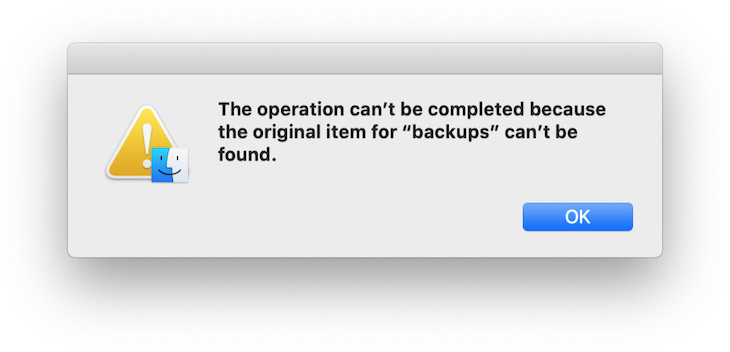 The operation can’t be completed because
the original item for “backups” can’t be
found.
OK